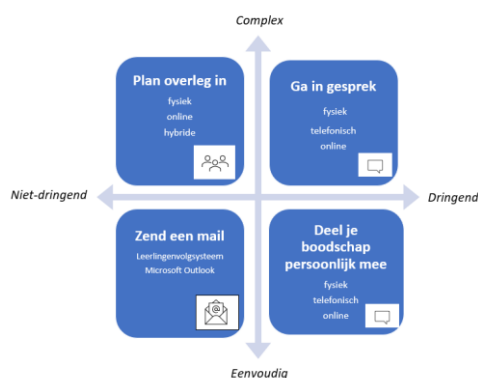 Complex
Plan overleg in
fysiek
online
hybride
Ga in gesprek
fysiek
telefonisch
online
Niet-dringend
Dringend
Zend een mail
Leerlingenvolgsysteem
Microsoft Outlook
Deel je
boodschap
persoonlijk mee
fysiek
telefonisch
online
Eenvoudig